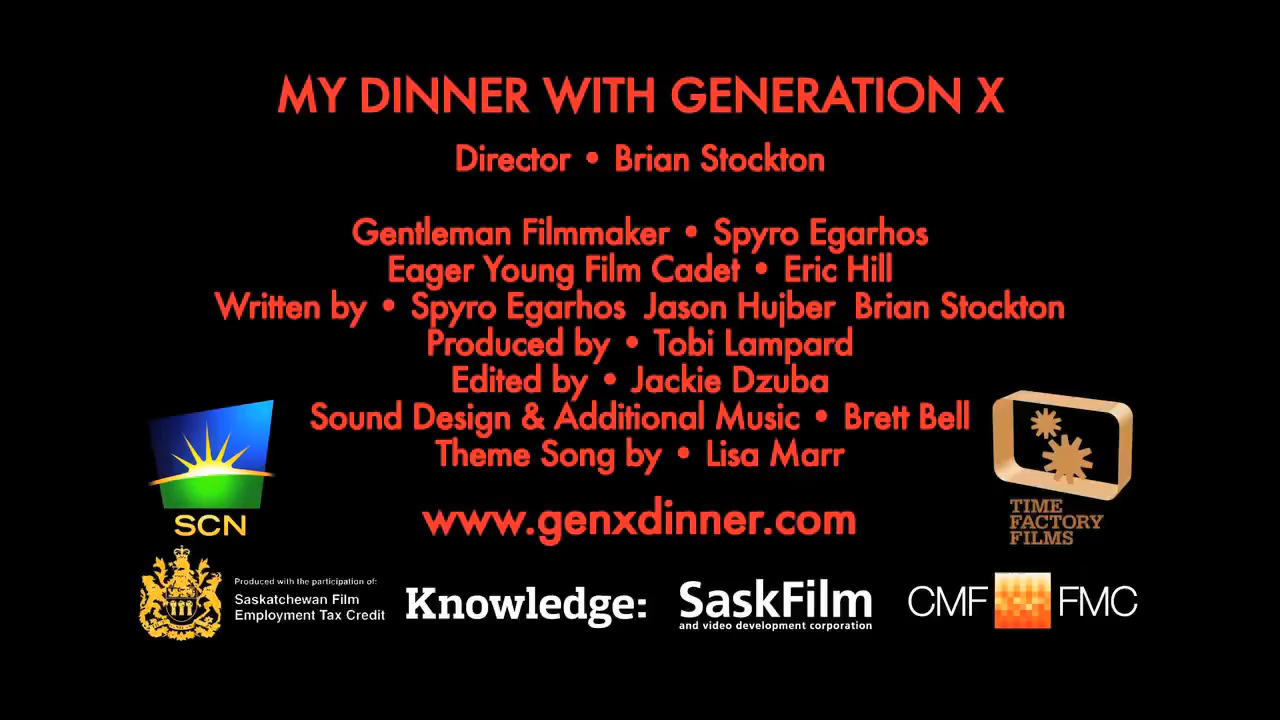 MY DINNER WITH GENERATION X
Director • Brian Stockton
Gentleman Filmmaker • Spyro Egarhos
Eager Young Film Cadet • Eric Hill
Written by • Spyro Egarhos Jason Hujber Brian Stockton
Produced by • Tobi Lampard
Edited by • Jackie Dzuba
Sound Design & Additional Music • Brett Bell
Theme Song by • Lisa Marr
www.genxdinner.com
SCN
TIME
FACTORY
FILMS
Produced with the participation of:
Saskatchewan Film
Employment Tax Credit
Knowledge:
SaskFilm
and video development corporation
CMF FMC